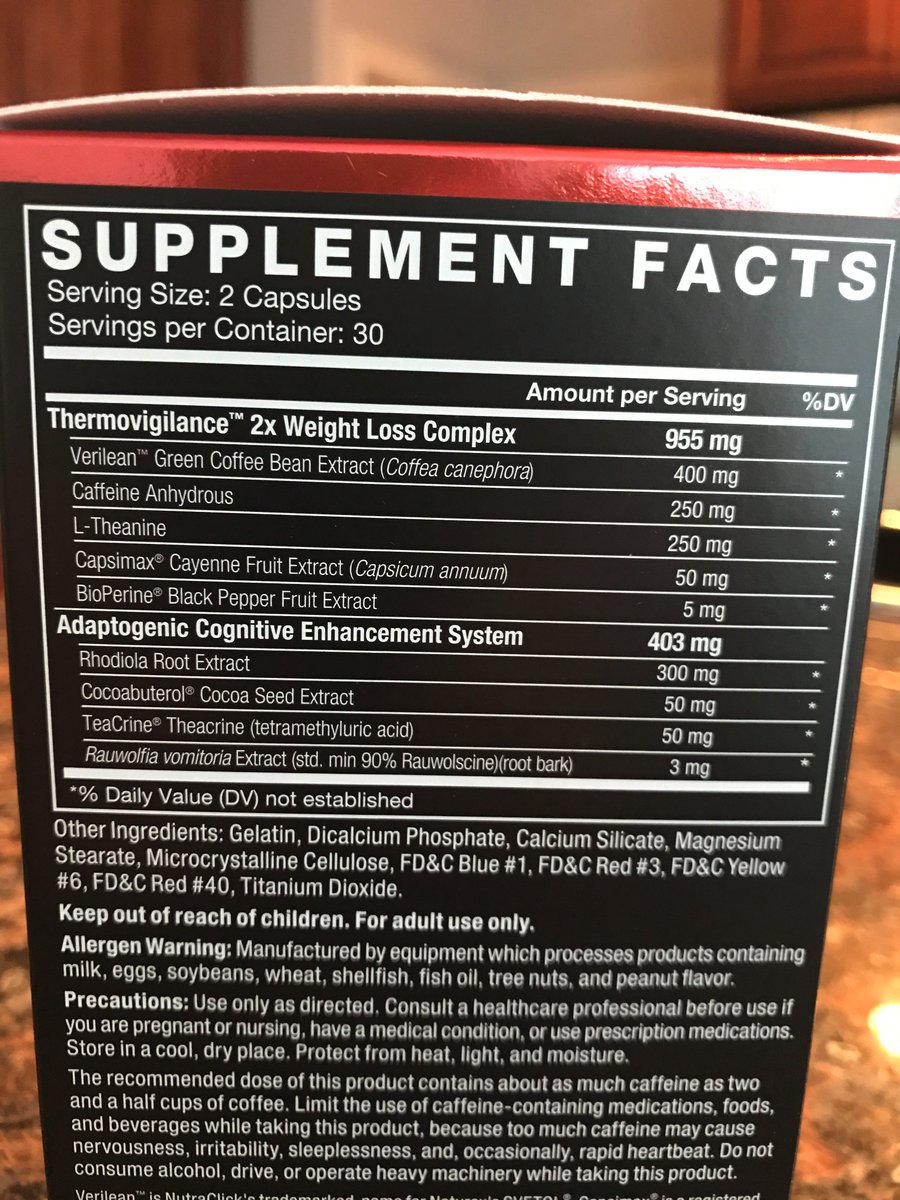 SUPPLEMENT FACTS
Serving Size: 2 Capsules
Servings per Container: 30
Amount per Serving %DV
Thermovigilance™ 2x Weight Loss Complex 955 mg
Verilean™ Green Coffee Bean Extract (Coffea canephora) 400 mg *
Caffeine Anhydrous 250 mg *
L-Theanine 250 mg *
Capsimax® Cayenne Fruit Extract (Capsicum annuum) 50 mg *
BioPerine® Black Pepper Fruit Extract 5 mg *
Adaptogenic Cognitive Enhancement System 403 mg
Rhodiola Root Extract 300 mg *
Cocoabuterol® Cocoa Seed Extract 50 mg *
TeaCrine® Theacrine (tetramethyluric acid) 50 mg *
Rauwolfia vomitoria Extract (std. min 90% Rauwolscine)(root bark) 3 mg *
*% Daily Value (DV) not established
Other Ingredients: Gelatin, Dicalcium Phosphate, Calcium Silicate, Magnesium
Stearate, Microcrystalline Cellulose, FD&C Blue #1, FD&C Red #3, FD&C Yellow
#6, FD&C Red #40, Titanium Dioxide.
Keep out of reach of children. For adult use only.
Allergen Warning: Manufactured by equipment which processes products containing
milk, eggs, soybeans, wheat, shellfish, fish oil, tree nuts, and peanut flavor.
Precautions: Use only as directed. Consult a healthcare professional before use if
you are pregnant or nursing, have a medical condition, or use prescription medications.
Store in a cool, dry place. Protect from heat, light, and moisture.
The recommended dose of this product contains about as much caffeine as two
and a half cups of coffee. Limit the use of caffeine-containing medications, foods,
and beverages while taking this product, because too much caffeine may cause
nervousness, irritability, sleeplessness, and, occasionally, rapid heartbeat. Do not
consume alcohol, drive, or operate heavy machinery while taking this product.
Verilean™ is NutraClick's trademarked name for Naturex's SVETOL®. Capsimax® is a registered